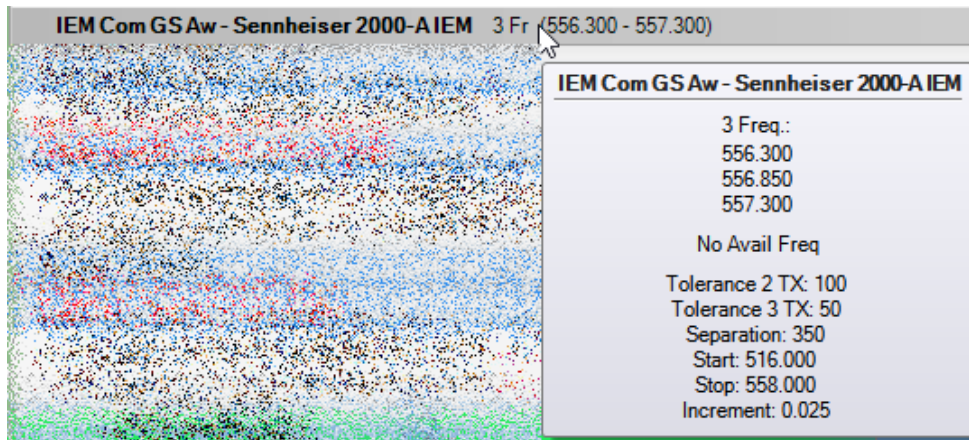 IEM Com GS Aw - Sennheiser 2000-A IEM 3 Fr (556.300 - 557.300)
IEM Com GS Aw - Sennheiser 2000-A IEM
3 Freq.:
556.300
556.850
557.300
No Avail Freq
Tolerance 2 TX: 100
Tolerance 3 TX: 50
Separation: 350
Start: 516.000
Stop: 558.000
Increment: 0.025